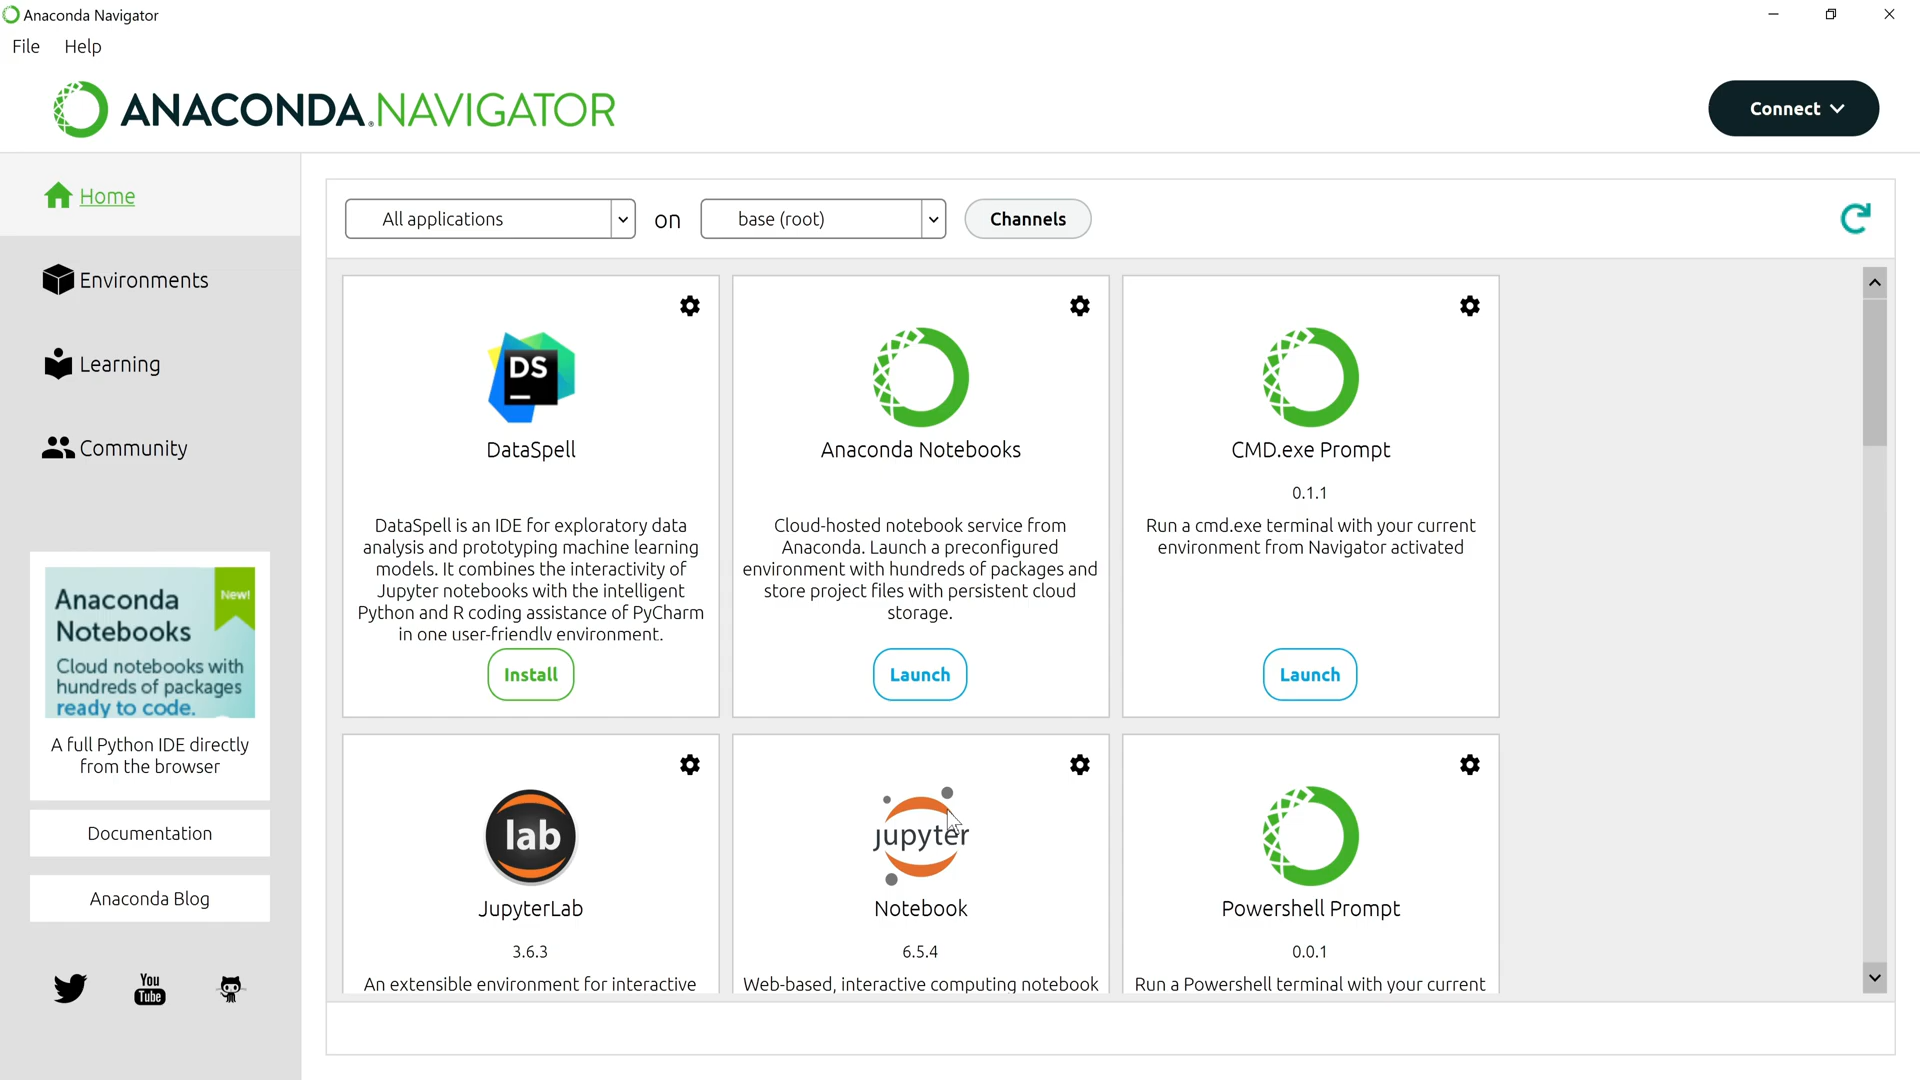 Anaconda Navigator
File Help
ANACONDA.NAVIGATOR
Connect
Home
Environments
Learning
Community
Anaconda
Notebooks
New!
Cloud notebooks with
hundreds of packages
ready to code.
A full Python IDE directly
from the browser
Documentation
Anaconda Blog
You
Tube
All applications on base (root) Channels
DS
DataSpell
DataSpell is an IDE for exploratory data
analysis and prototyping machine learning
models. It combines the interactivity of
Jupyter notebooks with the intelligent
Python and R coding assistance of PyCharm
in one user-friendly environment.
Install
Anaconda Notebooks
Cloud-hosted notebook service from
Anaconda. Launch a preconfigured
environment with hundreds of packages and
store project files with persistent cloud
storage.
Launch
CMD.exe Prompt
0.1.1
Run a cmd.exe terminal with your current
environment from Navigator activated
Launch
lab
JupyterLab
3.6.3
An extensible environment for interactive
jupyter
Notebook
6.5.4
Web-based, interactive computing notebook
Powershell Prompt
0.0.1
Run a Powershell terminal with your current